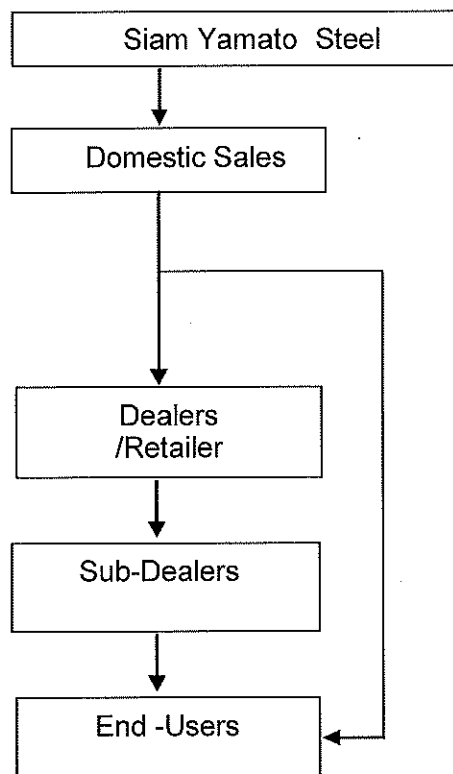 Siam Yamato Steel
Domestic Sales
Dealers
/Retailer
Sub-Dealers
End -Users